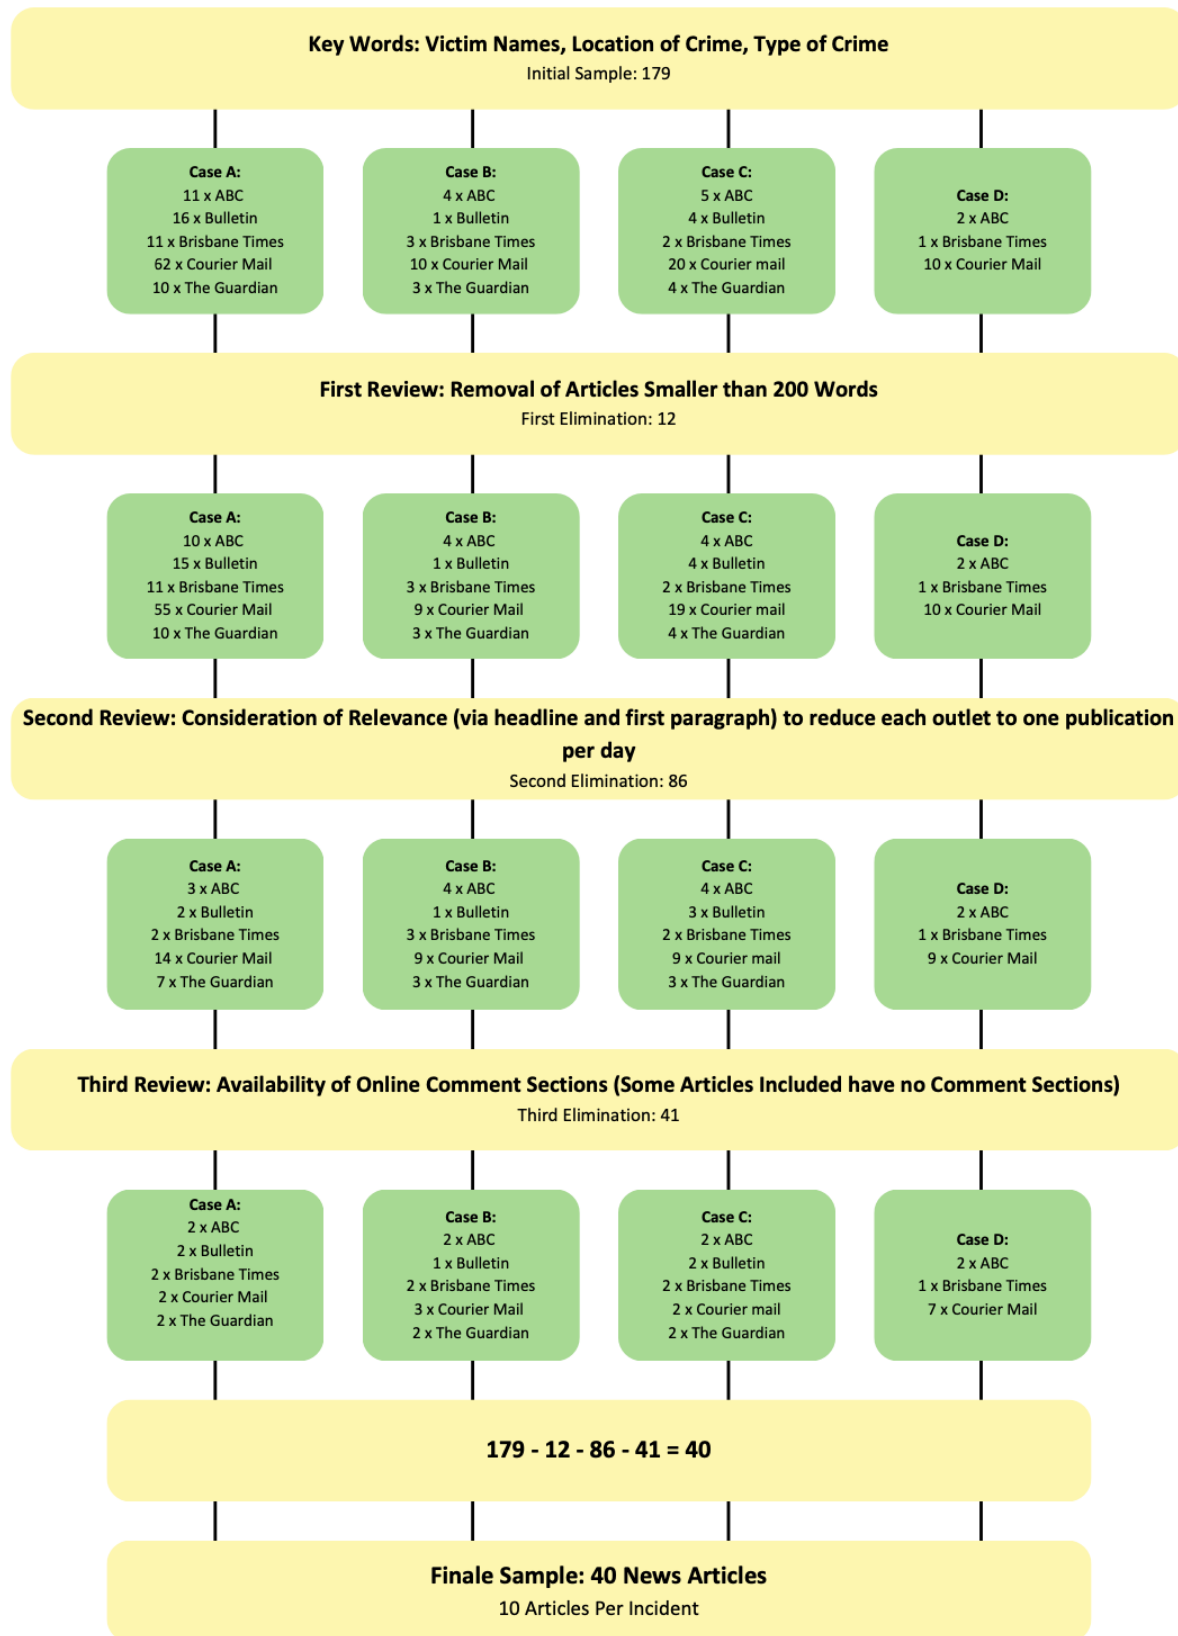 Key Words: Victim Names, Location of Crime, Type of Crime
Initial Sample: 179
Case A:
11 x ABC
16 x Bulletin
11 x Brisbane Times
62 x Courier Mail
10 x The Guardian
Case B:
4 x ABC
1 x Bulletin
3 x Brisbane Times
10 x Courier Mail
3 x The Guardian
Case C:
5 x ABC
4 x Bulletin
2 x Brisbane Times
20 x Courier mail
4 x The Guardian
Case D:
2 x ABC
1 x Brisbane Times
10 x Courier Mail
First Review: Removal of Articles Smaller than 200 Words
First Elimination: 12
Case A:
10 x ABC
15 x Bulletin
11 x Brisbane Times
55 x Courier Mail
10 x The Guardian
Case B:
4 x ABC
1 x Bulletin
3 x Brisbane Times
9 x Courier Mail
3 x The Guardian
Case C:
4 x ABC
4 x Bulletin
2 x Brisbane Times
19 x Courier mail
4 x The Guardian
Case D:
2 x ABC
1 x Brisbane Times
10 x Courier Mail
Second Review: Consideration of Relevance (via headline and first paragraph) to reduce each outlet to one publication
per day
Second Elimination: 86
Case A:
3 x ABC
2 x Bulletin
2 x Brisbane Times
14 x Courier Mail
7 x The Guardian
Case B:
4 x ABC
1 x Bulletin
3 x Brisbane Times
9 x Courier Mail
3 x The Guardian
Case C:
4 x ABC
3 x Bulletin
2 x Brisbane Times
9 x Courier mail
3 x The Guardian
Case D:
2 x ABC
1 x Brisbane Times
9 x Courier Mail
Third Review: Availability of Online Comment Sections (Some Articles Included have no Comment Sections)
Third Elimination: 41
Case A:
2 x ABC
2 x Bulletin
2 x Brisbane Times
2 x Courier Mail
2 x The Guardian
Case B:
2 x ABC
1 x Bulletin
2 x Brisbane Times
3 x Courier Mail
2 x The Guardian
Case C:
2 x ABC
2 x Bulletin
2 x Brisbane Times
2 x Courier mail
2 x The Guardian
Case D:
2 x ABC
1 x Brisbane Times
7 x Courier Mail
179 - 12 - 86 - 41 = 40
Finale Sample: 40 News Articles
10 Articles Per Incident